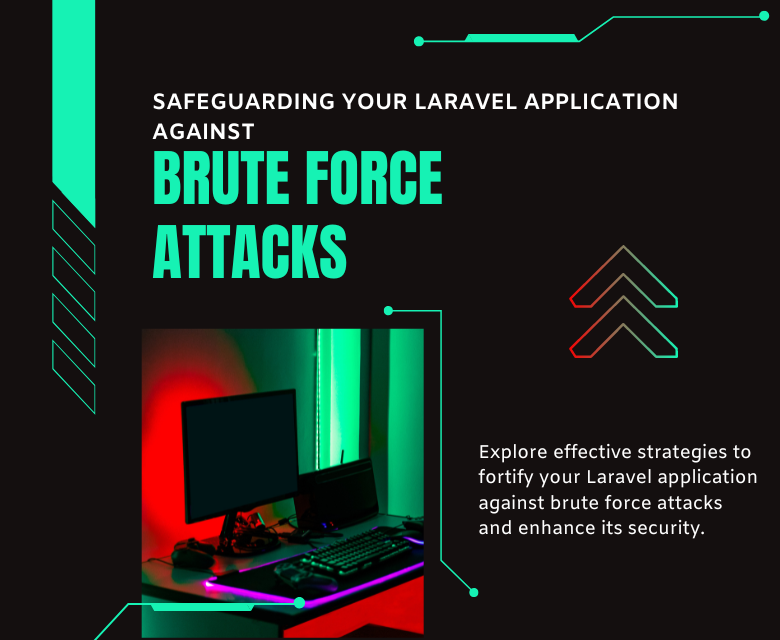 SAFEGUARDING YOUR LARAVEL APPLICATION
AGAINST
BRUTE FORCE
ATTACKS
Explore effective strategies to
fortify your Laravel application
against brute force attacks
and enhance its security.